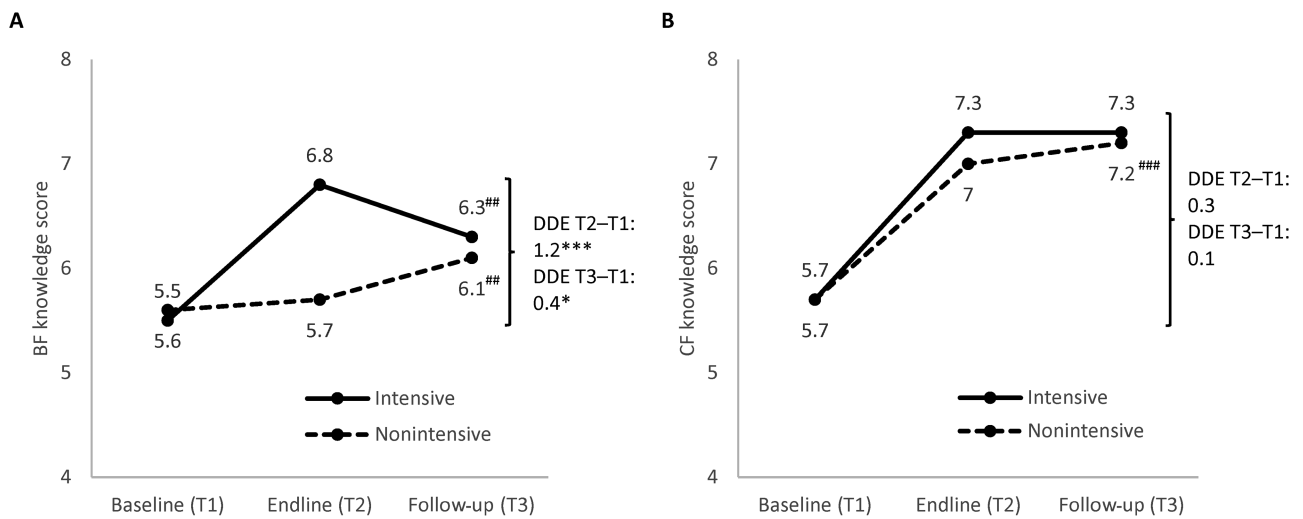 A
8
7
6
5
4
BF knowledge score
5.5
5.6
6.8
5.7
6.3##
6.1##
DDE T2–T1:
1.2***
DDE T3–T1:
0.4*
Intensive
Nonintensive
Baseline (T1)
Endline (T2)
Follow-up (T3)
B
8
7
6
5
4
CF knowledge score
5.7
5.7
7.3
7
7.3
7.2###
DDE T2–T1:
0.3
DDE T3–T1:
0.1
Intensive
Nonintensive
Baseline (T1)
Endline (T2)
Follow-up (T3)